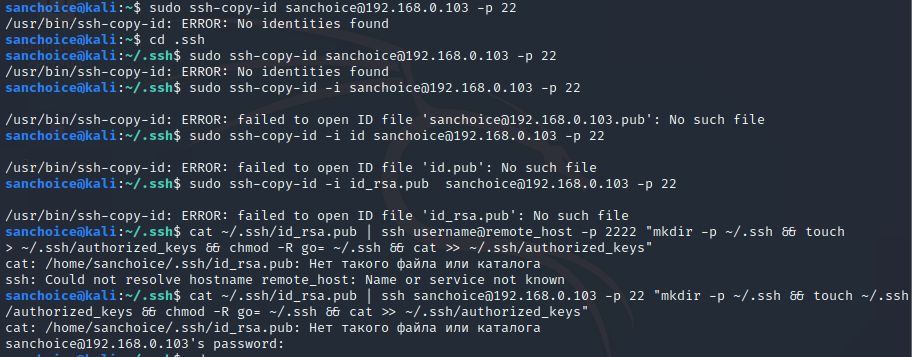 sanchoice@kali:~$ sudo ssh-copy-id sanchoice@192.168.0.103 -p 22
/usr/bin/ssh-copy-id: ERROR: No identities found
sanchoice@kali:~$ cd .ssh
sanchoice@kali:~/.ssh$ sudo ssh-copy-id sanchoice@192.168.0.103 -p 22
/usr/bin/ssh-copy-id: ERROR: No identities found
sanchoice@kali:~/.ssh$ sudo ssh-copy-id -i sanchoice@192.168.0.103 -p 22
/usr/bin/ssh-copy-id: ERROR: failed to open ID file 'sanchoice@192.168.0.103.pub': No such file
sanchoice@kali:~/.ssh$ sudo ssh-copy-id -i id sanchoice@192.168.0.103 -p 22
/usr/bin/ssh-copy-id: ERROR: failed to open ID file 'id.pub': No such file
sanchoice@kali:~/.ssh$ sudo ssh-copy-id -i id_rsa.pub  sanchoice@192.168.0.103 -p 22
/usr/bin/ssh-copy-id: ERROR: failed to open ID file 'id_rsa.pub': No such file
sanchoice@kali:~/.ssh$ cat ~/.ssh/id_rsa.pub | ssh username@remote_host -p 2222 "mkdir -p ~/.ssh && touch
> ~/.ssh/authorized_keys && chmod -R go= ~/.ssh && cat >> ~/.ssh/authorized_keys"
cat: /home/sanchoice/.ssh/id_rsa.pub: Нет такого файла или каталога
ssh: Could not resolve hostname remote_host: Name or service not known
sanchoice@kali:~/.ssh$ cat ~/.ssh/id_rsa.pub | ssh sanchoice@192.168.0.103 -p 22 "mkdir -p ~/.ssh && touch ~/.ssh
/authorized_keys && chmod -R go= ~/.ssh && cat >> ~/.ssh/authorized_keys"
cat: /home/sanchoice/.ssh/id_rsa.pub: Нет такого файла или каталога
sanchoice@192.168.0.103's password: